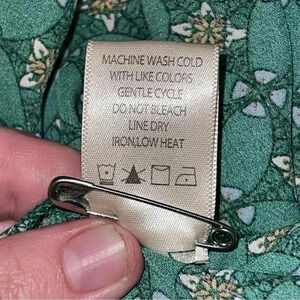 MACHINE WASH COLD
WITH LIKE COLORS
GENTLE CYCLE
DO NOT BLEACH
LINE DRY
IRON,LOW HEAT